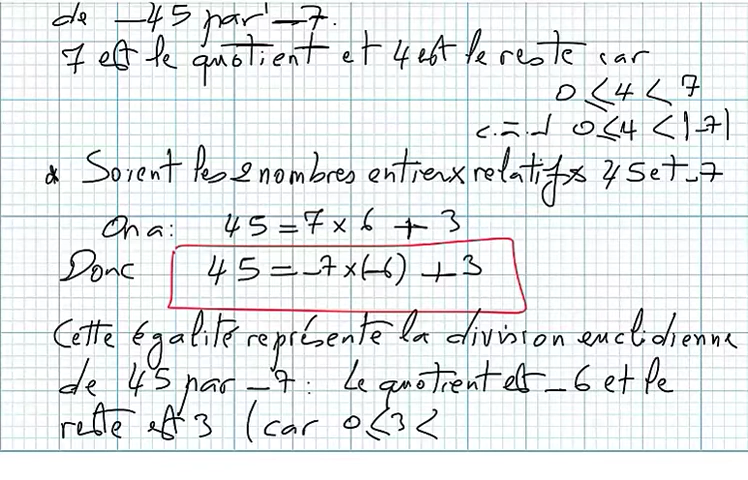 de -45 par -7.
7 est le quotient et 4 est le reste car
0 ≤ 4 < 7
c.à.d 0 ≤ 4 < |-7|
* Soient les 2 nombres entiers relatifs 45 et -7
On a: 45 = 7 x 6 + 3
Donc 45 = -7 x (-6) + 3
Cette égalité représente la division euclidienne
de 45 par -7: le quotient est -6 et le
reste est 3 (car 0 ≤ 3 <